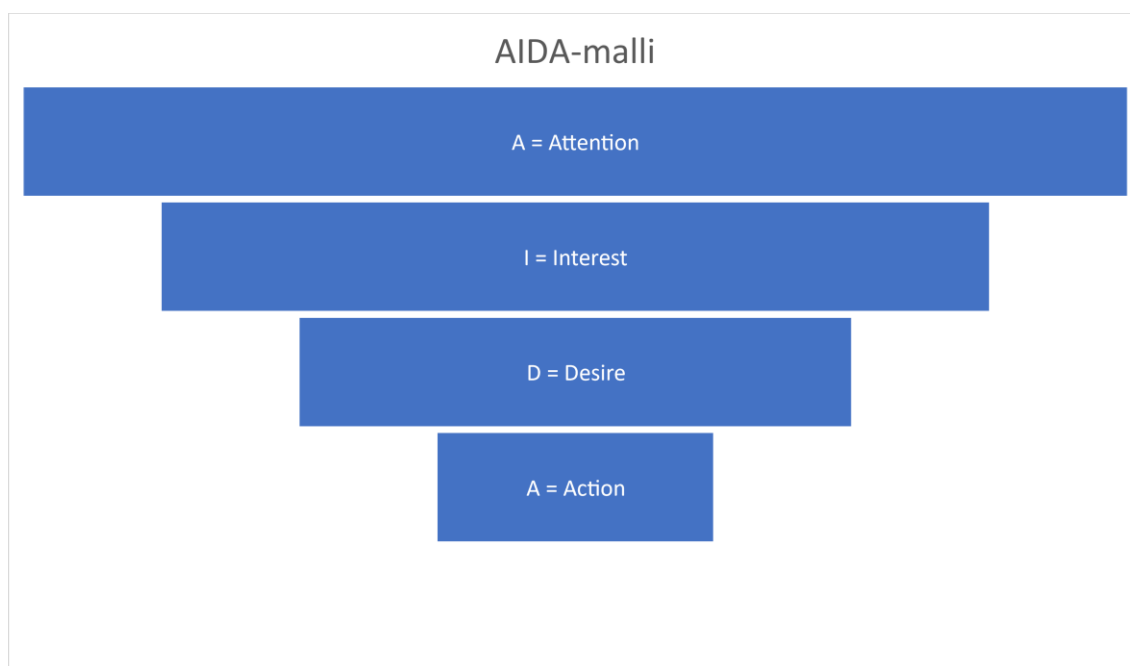 AIDA-malli
A = Attention
I = Interest
D = Desire
A = Action